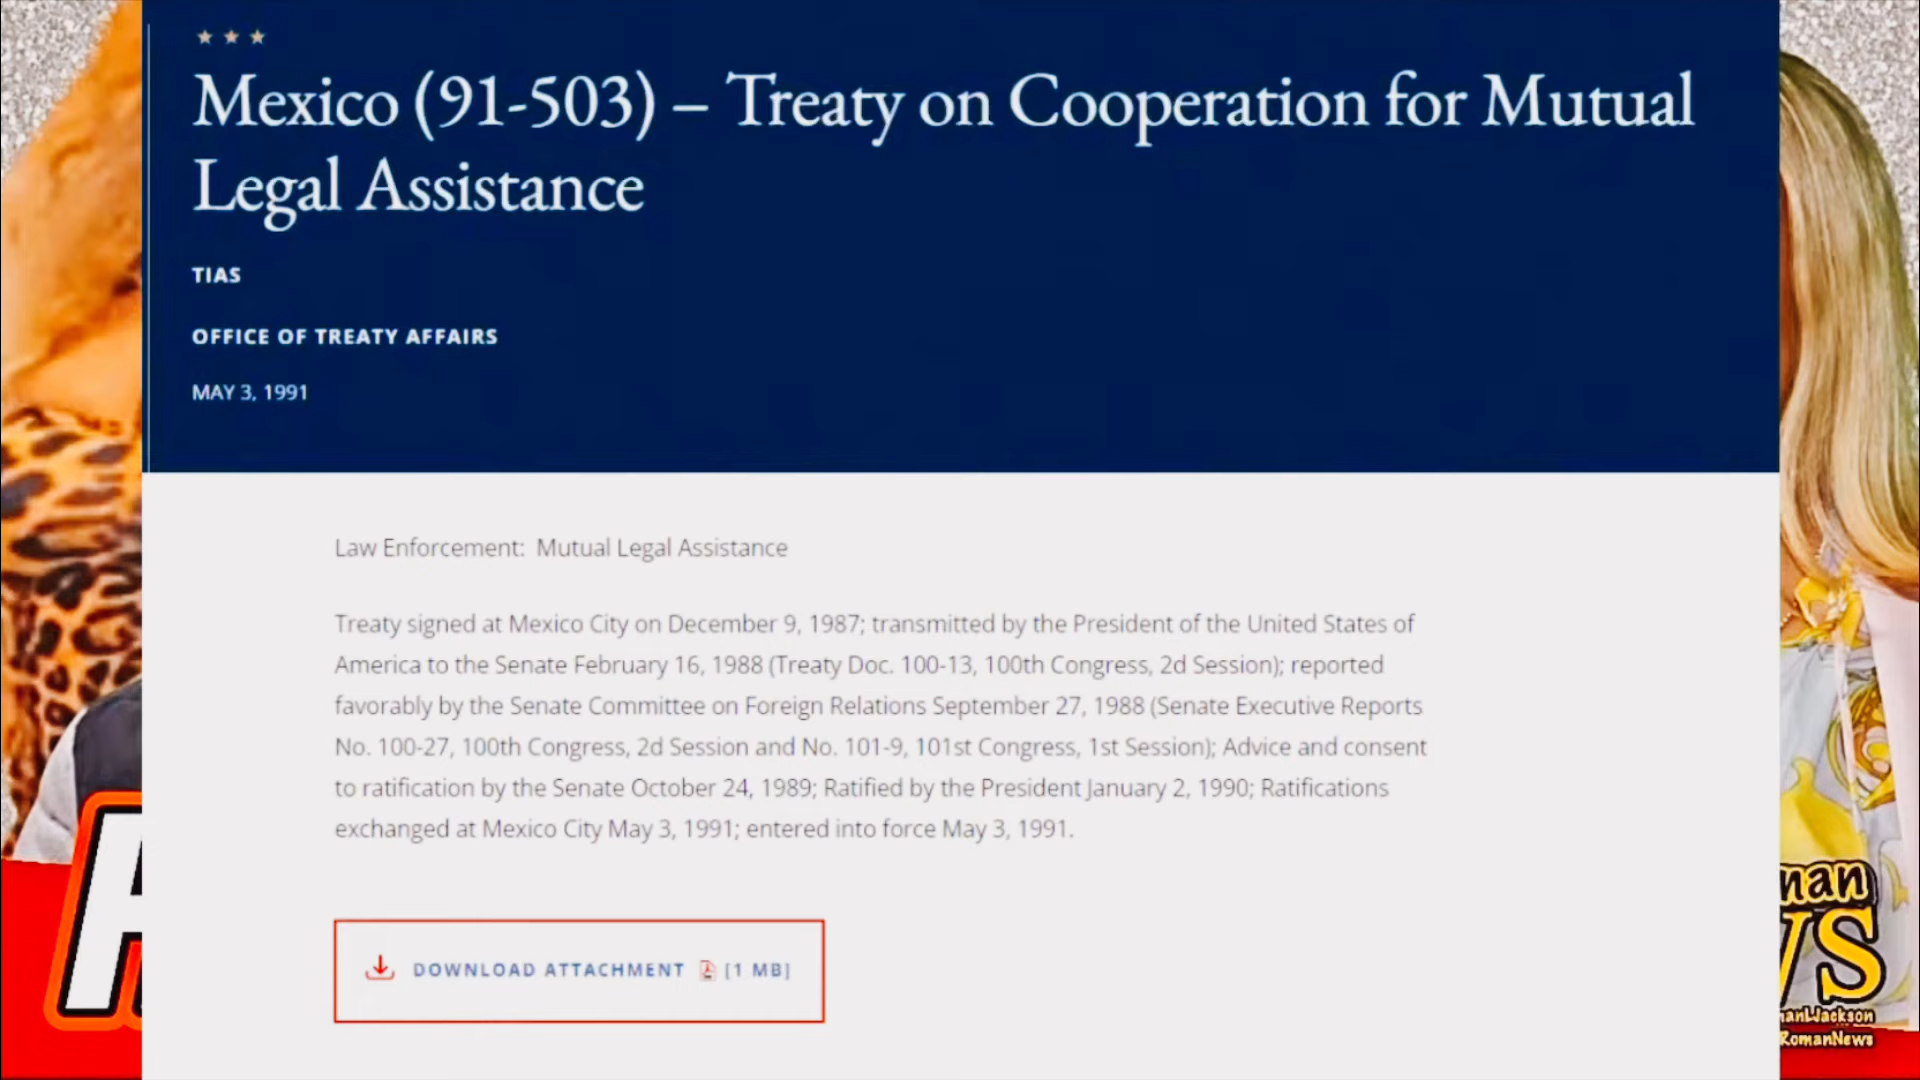 Mexico (91-503) – Treaty on Cooperation for Mutual
Legal Assistance
TIAS
OFFICE OF TREATY AFFAIRS
MAY 3, 1991
Law Enforcement: Mutual Legal Assistance
Treaty signed at Mexico City on December 9, 1987; transmitted by the President of the United States of
America to the Senate February 16, 1988 (Treaty Doc. 100-13, 100th Congress, 2d Session); reported
favorably by the Senate Committee on Foreign Relations September 27, 1988 (Senate Executive Reports
No. 100-27, 100th Congress, 2d Session and No. 101-9, 101st Congress, 1st Session); Advice and consent
to ratification by the Senate October 24, 1989; Ratified by the President January 2, 1990; Ratifications
exchanged at Mexico City May 3, 1991; entered into force May 3, 1991.
DOWNLOAD ATTACHMENT [1 MB]
man
WS
manLJackson
RomanNews